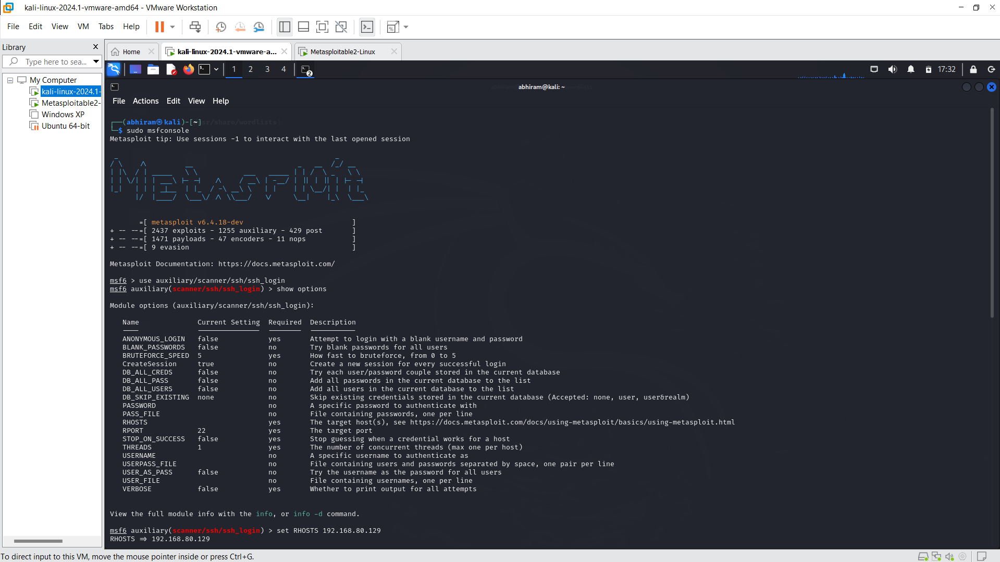 kali-linux-2024.1-vmware-amd64 - VMware Workstation
File Edit View VM Tabs Help
Library
Type here to sea...
My Computer
kali-linux-2024.1-
Metasploitable2-
Windows XP
Ubuntu 64-bit
Home
kali-linux-2024.1-vmware-a...
Metasploitable2-Linux
1 2 3 4
2
17:32
abhiram@kali: ~
File Actions Edit View Help
┌──(abhiram㉿kali)-[~]
└─$ sudo msfconsole
Metasploit tip: Use sessions -1 to interact with the last opened session
=[ metasploit v6.4.18-dev ]
+ -- --=[ 2437 exploits - 1255 auxiliary - 429 post ]
+ -- --=[ 1471 payloads - 47 encoders - 11 nops ]
+ -- --=[ 9 evasion ]
Metasploit Documentation: https://docs.metasploit.com/
msf6 > use auxiliary/scanner/ssh/ssh_login
msf6 auxiliary(scanner/ssh/ssh_login) > show options
Module options (auxiliary/scanner/ssh/ssh_login):
Name Current Setting Required Description
ANONYMOUS_LOGIN false yes Attempt to login with a blank username and password
BLANK_PASSWORDS false no Try blank passwords for all users
BRUTEFORCE_SPEED 5 yes How fast to bruteforce, from 0 to 5
CreateSession true no Create a new session for every successful login
DB_ALL_CREDS false no Try each user/password couple stored in the current database
DB_ALL_PASS false no Add all passwords in the current database to the list
DB_ALL_USERS false no Add all users in the current database to the list
DB_SKIP_EXISTING none no Skip existing credentials stored in the current database (Accepted: none, user, user&realm)
PASSWORD no A specific password to authenticate with
PASS_FILE no File containing passwords, one per line
RHOSTS yes The target host(s), see https://docs.metasploit.com/docs/using-metasploit/basics/using-metasploit.html
RPORT 22 yes The target port
STOP_ON_SUCCESS false yes Stop guessing when a credential works for a host
THREADS 1 yes The number of concurrent threads (max one per host)
USERNAME no A specific username to authenticate as
USERPASS_FILE no File containing users and passwords separated by space, one pair per line
USER_AS_PASS false no Try the username as the password for all users
USER_FILE no File containing usernames, one per line
VERBOSE false yes Whether to print output for all attempts
View the full module info with the info, or info -d command.
msf6 auxiliary(scanner/ssh/ssh_login) > set RHOSTS 192.168.80.129
RHOSTS => 192.168.80.129
To direct input to this VM, move the mouse pointer inside or press Ctrl+G.